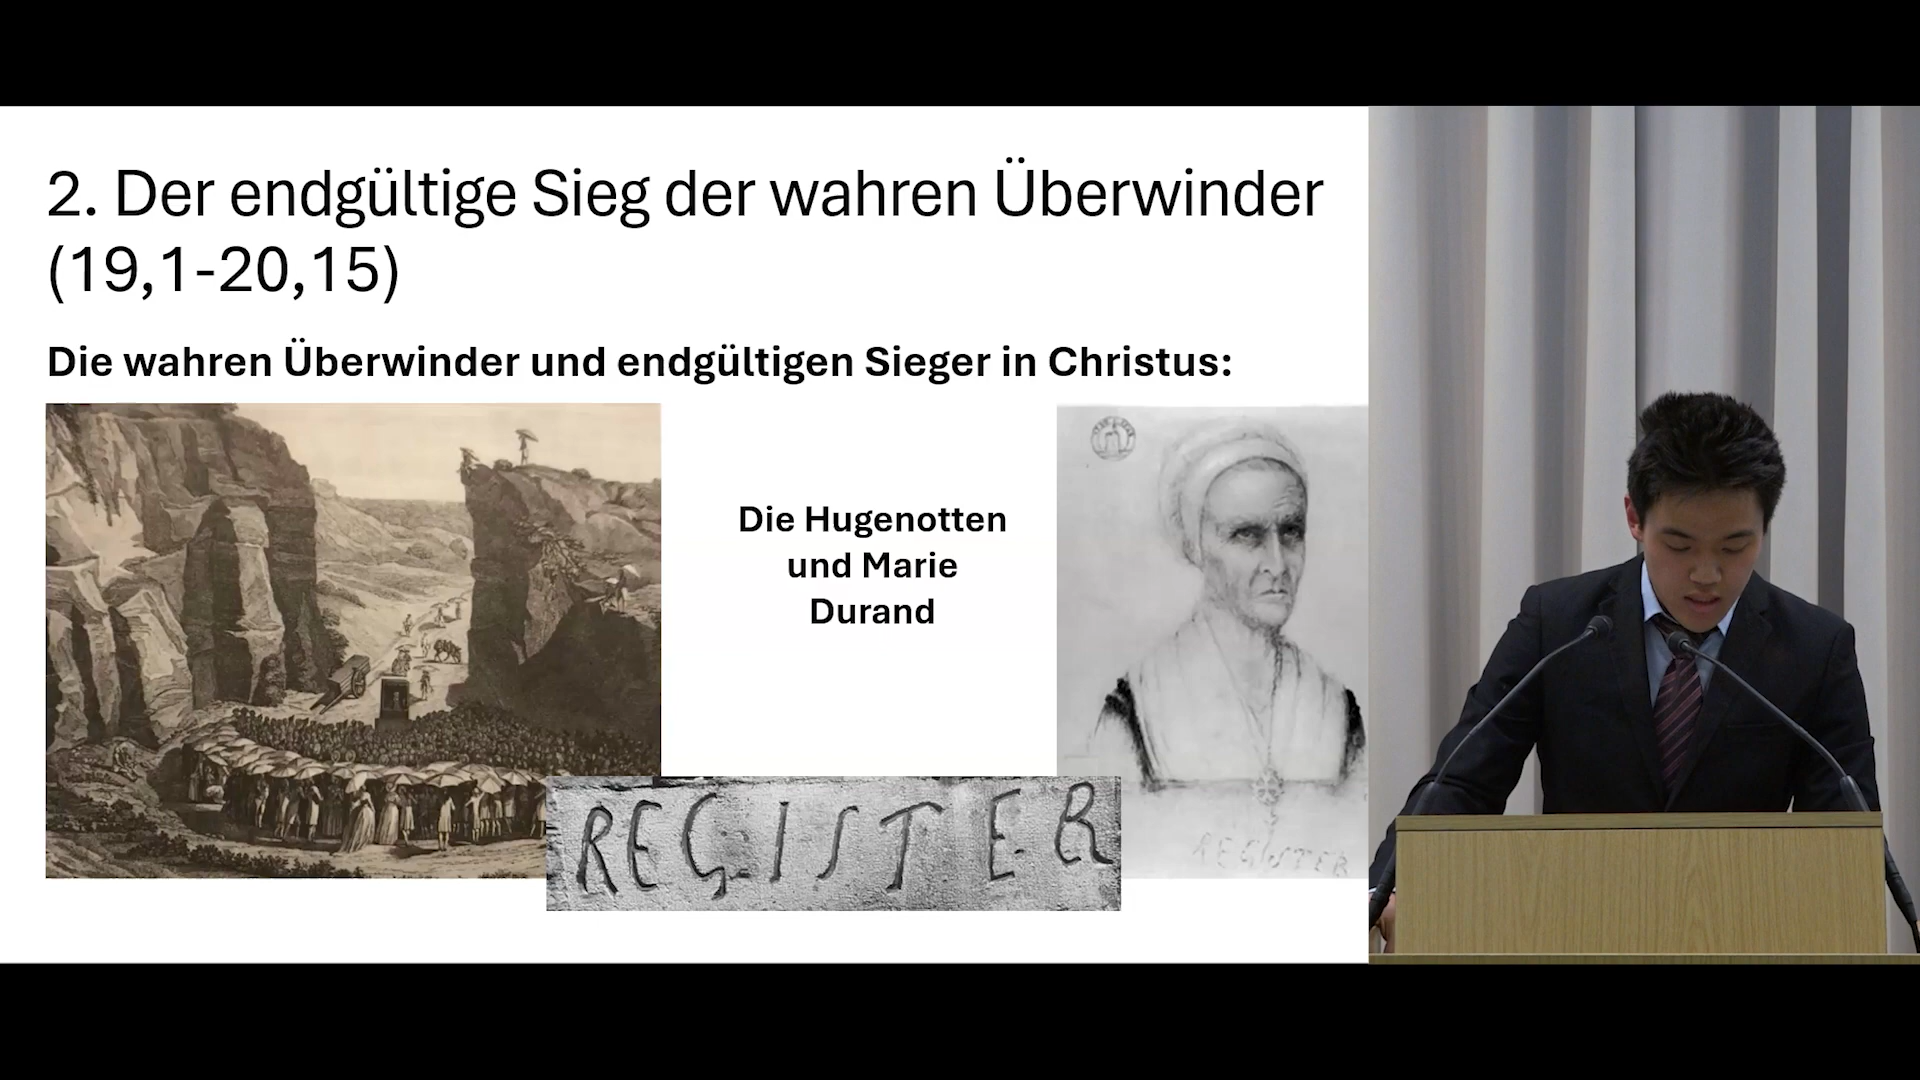 2. Der endgültige Sieg der wahren Überwinder
(19,1-20,15)
Die wahren Überwinder und endgültigen Sieger in Christus:
Die Hugenotten
und Marie
Durand
REGISTER
REGISTER